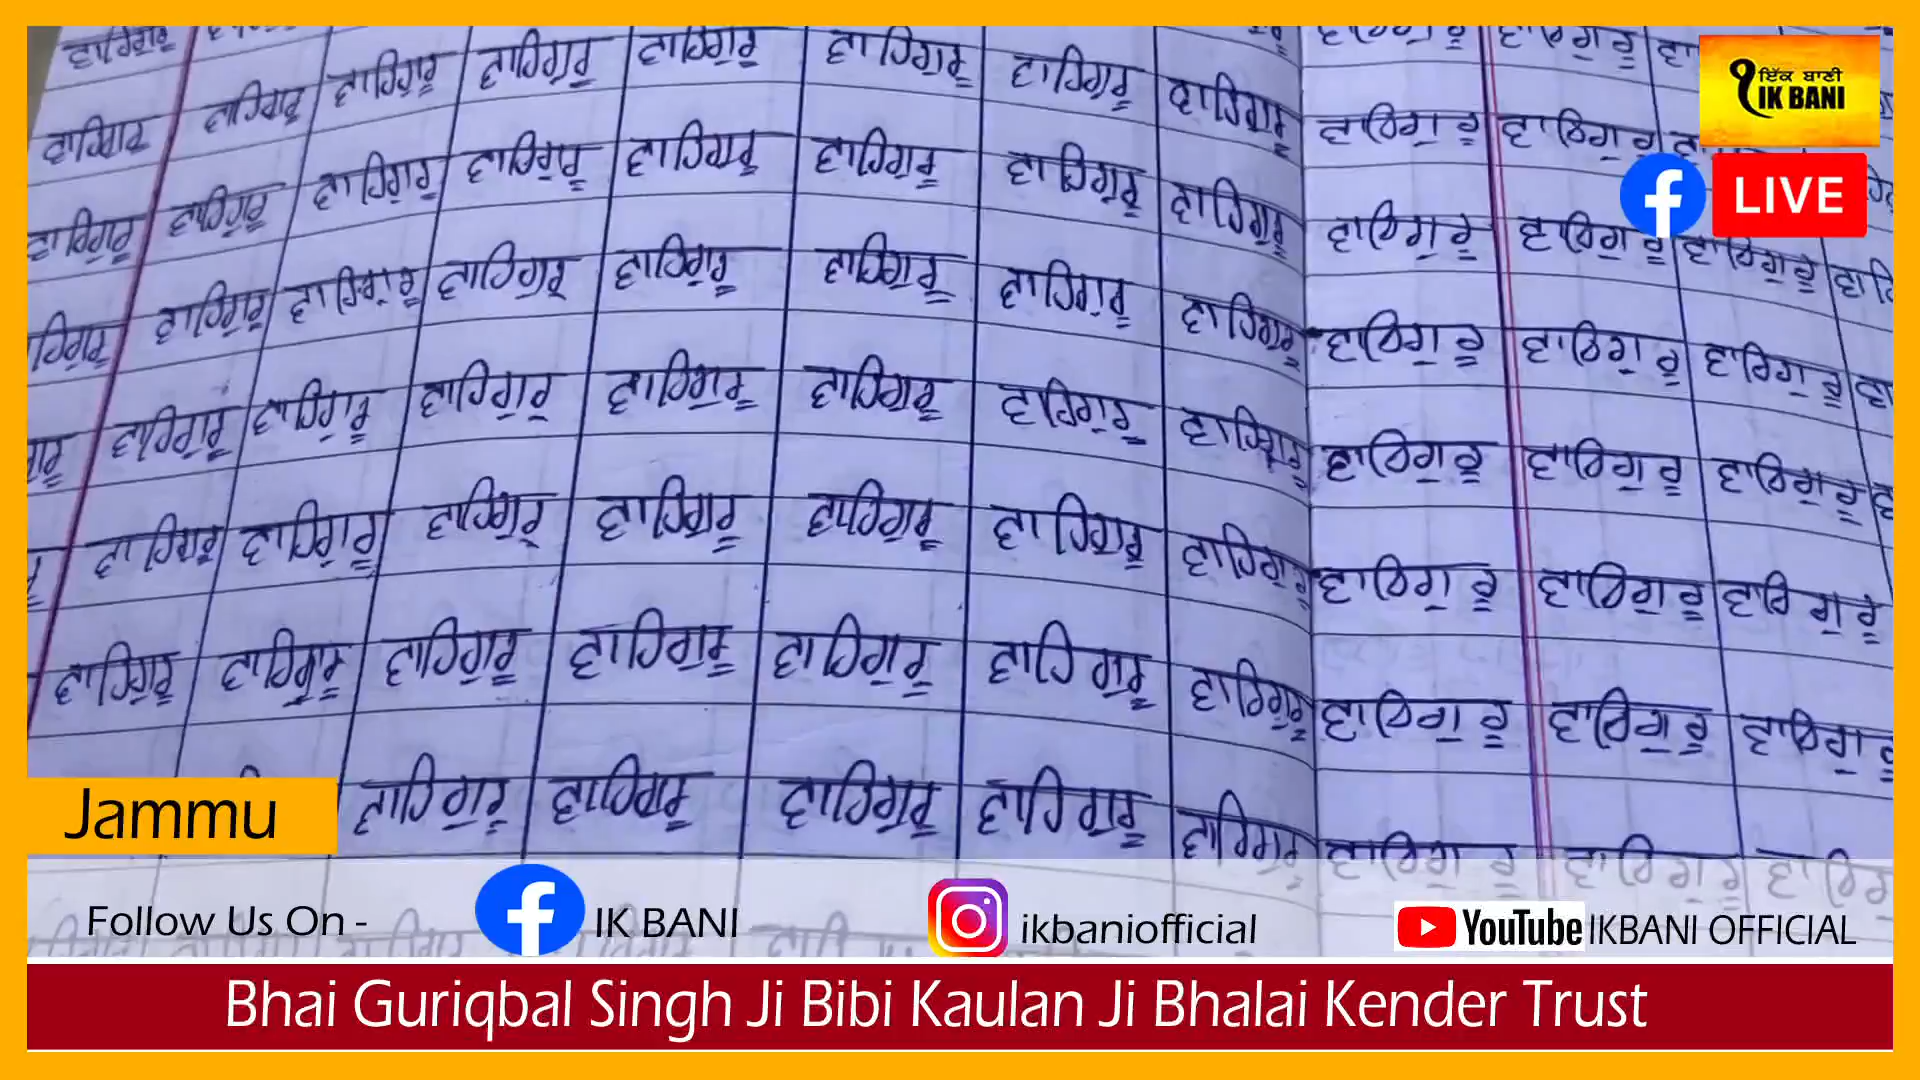 ਵਾਹਿਗੁਰੂ
ਵਾਹਿਗੁਰੂ ਵਾਹਿਗੁਰੂ ਵਾਹਿਗੁਰੂ ਵਾਹਿਗੁਰੂ ਵਾਹਿਗੁਰੂ ਵਾਹਿਗੁਰੂ ਵਾਹਿਗੁਰੂ ਵਾਹਿਗੁਰੂ ਵਾਹਿਗੁਰੂ ਵਾਹਿਗੁਰੂ
ਵਾਹਿਗੁਰੂ ਵਾਹਿਗੁਰੂ ਵਾਹਿਗੁਰੂ ਵਾਹਿਗੁਰੂ ਵਾਹਿਗੁਰੂ ਵਾਹਿਗੁਰੂ ਵਾਹਿਗੁਰੂ ਵਾਹਿਗੁਰੂ ਵਾਹਿਗੁਰੂ ਵਾਹਿਗੁਰੂ ਵਾਹਿਗੁਰੂ
ਵਾਹਿਗੁਰੂ ਵਾਹਿਗੁਰੂ ਵਾਹਿਗੁਰੂ ਵਾਹਿਗੁਰੂ ਵਾਹਿਗੁਰੂ ਵਾਹਿਗੁਰੂ ਵਾਹਿਗੁਰੂ ਵਾਹਿਗੁਰੂ ਵਾਹਿਗੁਰੂ ਵਾਹਿਗੁਰੂ
ਵਾਹਿਗੁਰੂ ਵਾਹਿਗੁਰੂ ਵਾਹਿਗੁਰੂ ਵਾਹਿਗੁਰੂ ਵਾਹਿਗੁਰੂ ਵਾਹਿਗੁਰੂ ਵਾਹਿਗੁਰੂ ਵਾਹਿਗੁਰੂ ਵਾਹਿਗੁਰੂ ਵਾਹਿਗੁਰੂ
ਵਾਹਿਗੁਰੂ ਵਾਹਿਗੁਰੂ ਵਾਹਿਗੁਰੂ ਵਾਹਿਗੁਰੂ ਵਾਹਿਗੁਰੂ ਵਾਹਿਗੁਰੂ ਵਾਹਿਗੁਰੂ ਵਾਹਿਗੁਰੂ ਵਾਹਿਗੁਰੂ ਵਾਹਿਗੁਰੂ
ਵਾਹਿਗੁਰੂ ਵਾਹਿਗੁਰੂ ਵਾਹਿਗੁਰੂ ਵਾਹਿਗੁਰੂ ਵਾਹਿਗੁਰੂ ਵਾਹਿਗੁਰੂ ਵਾਹਿਗੁਰੂ ਵਾਹਿਗੁਰੂ ਵਾਹਿਗੁਰੂ ਵਾਹਿਗੁਰੂ
ਵਾਹਿਗੁਰੂ ਵਾਹਿਗੁਰੂ ਵਾਹਿਗੁਰੂ ਵਾਹਿਗੁਰੂ ਵਾਹਿਗੁਰੂ ਵਾਹਿਗੁਰੂ ਵਾਹਿਗੁਰੂ
੧ ਇੱਕ ਬਾਣੀ
IK BANI
LIVE
Jammu
Follow Us On - IK BANI ikbaniofficial YouTube IKBANI OFFICIAL
Bhai Guriqbal Singh Ji Bibi Kaulan Ji Bhalai Kender Trust